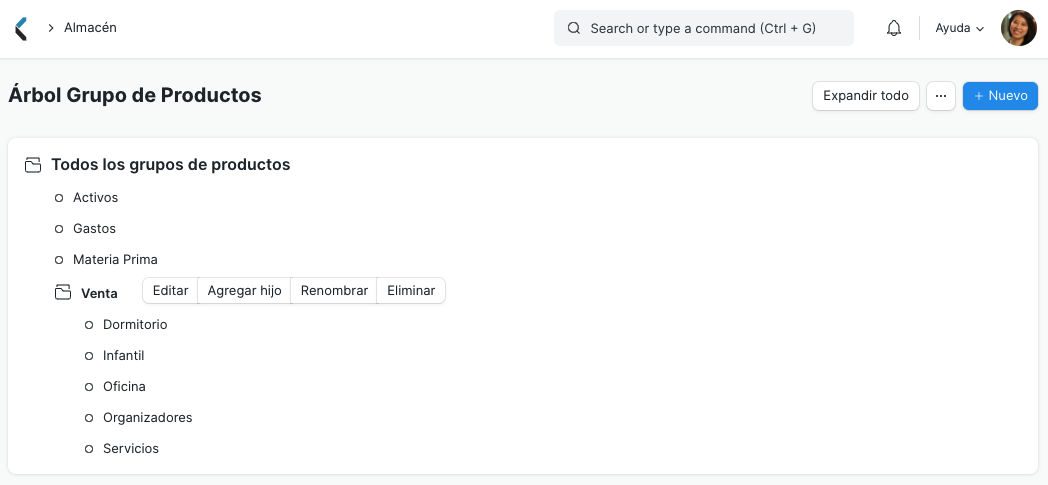 Almacén
Search or type a command (Ctrl + G)
Ayuda
Árbol Grupo de Productos
Expandir todo
...
+ Nuevo
Todos los grupos de productos
Activos
Gastos
Materia Prima
Venta Editar Agregar hijo Renombrar Eliminar
Dormitorio
Infantil
Oficina
Organizadores
Servicios